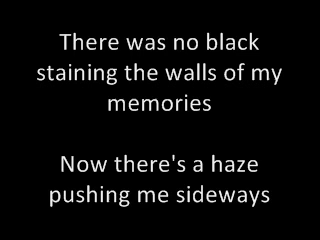 There was no black
staining the walls of my
memories
Now there's a haze
pushing me sideways